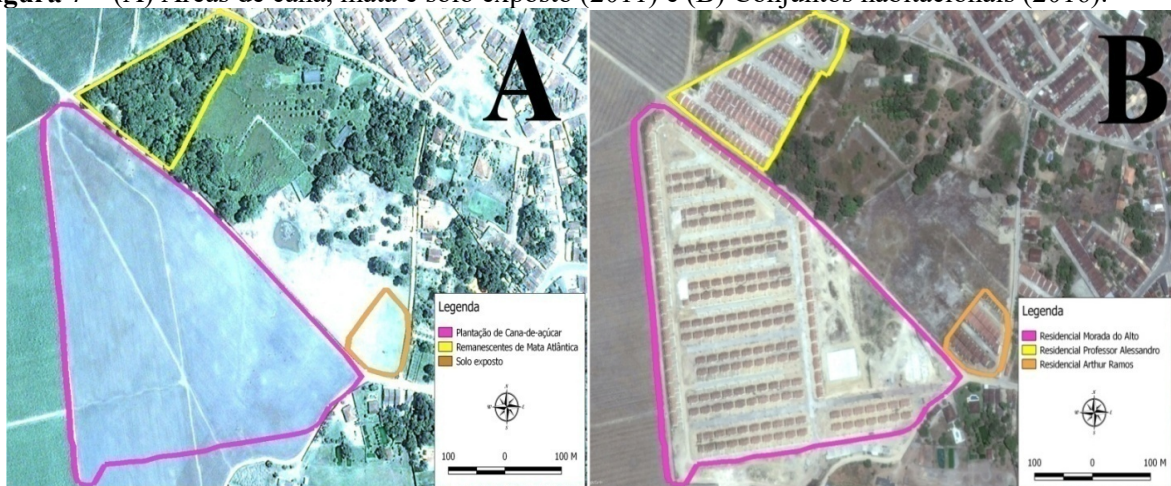 (A) Áreas de cana, mata e solo exposto (2011) e (B) Conjuntos habitacionais (2016).
A
Legenda
Plantação de Cana-de-açúcar
Remanescentes de Mata Atlântica
Solo exposto
100 0 100 M
B
Legenda
Residencial Morada do Alto
Residencial Professor Alessandro
Residencial Arthur Ramos
100 0 100 M